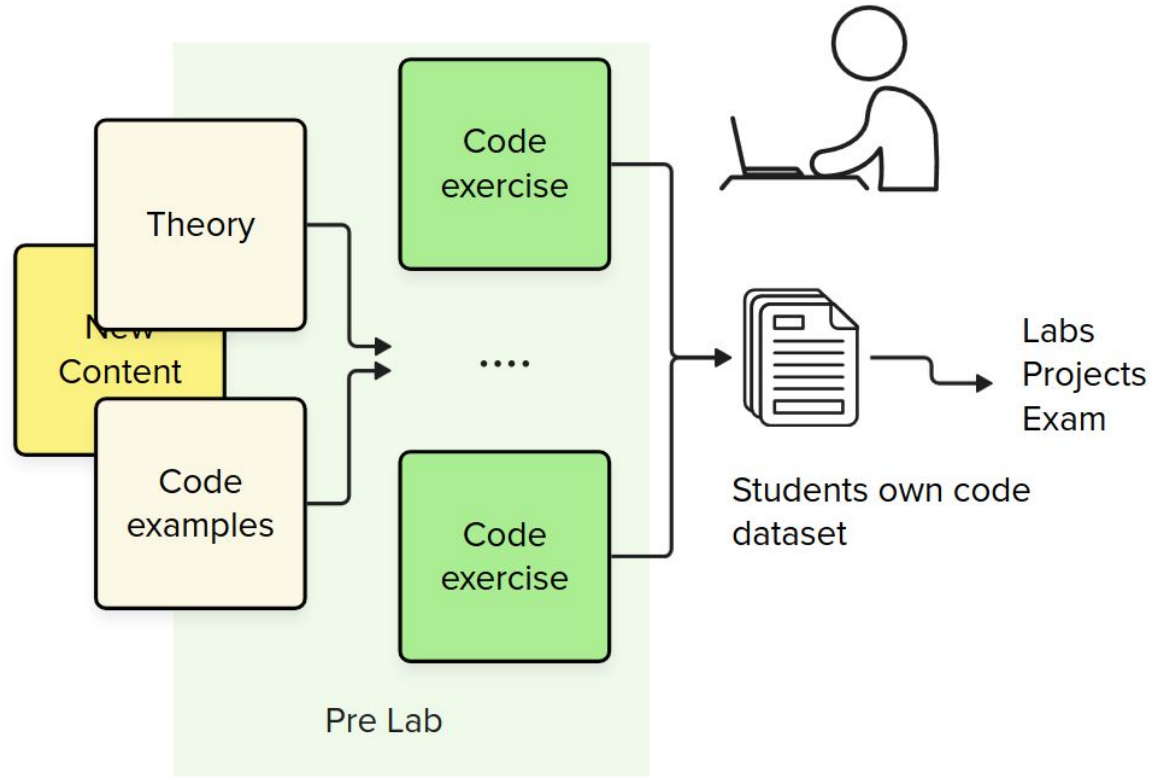 Theory
New
Content
Code
examples
Code
exercise
....
Code
exercise
Pre Lab
Students own code
dataset
Labs
Projects
Exam